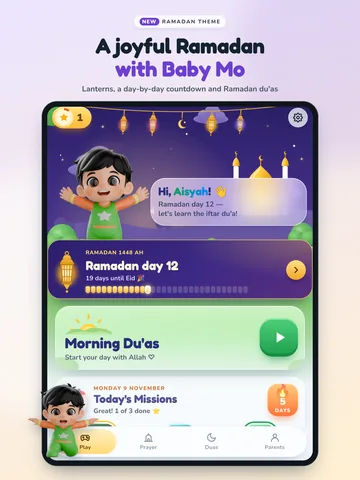 NEW RAMADAN THEME
A joyful Ramadan
with Baby Mo
Lanterns, a day-by-day countdown and Ramadan du'as
1
Hi, Aisyah! 👋
Ramadan day 12 —
let's learn the iftar du'a!
RAMADAN 1448 AH
Ramadan day 12
19 days until Eid 🎉
Morning Du'as
Start your day with Allah ♡
MONDAY 9 NOVEMBER
Today's Missions
Great! 1 of 3 done ⭐
5
DAYS
Play
Prayer
Duas
Parents